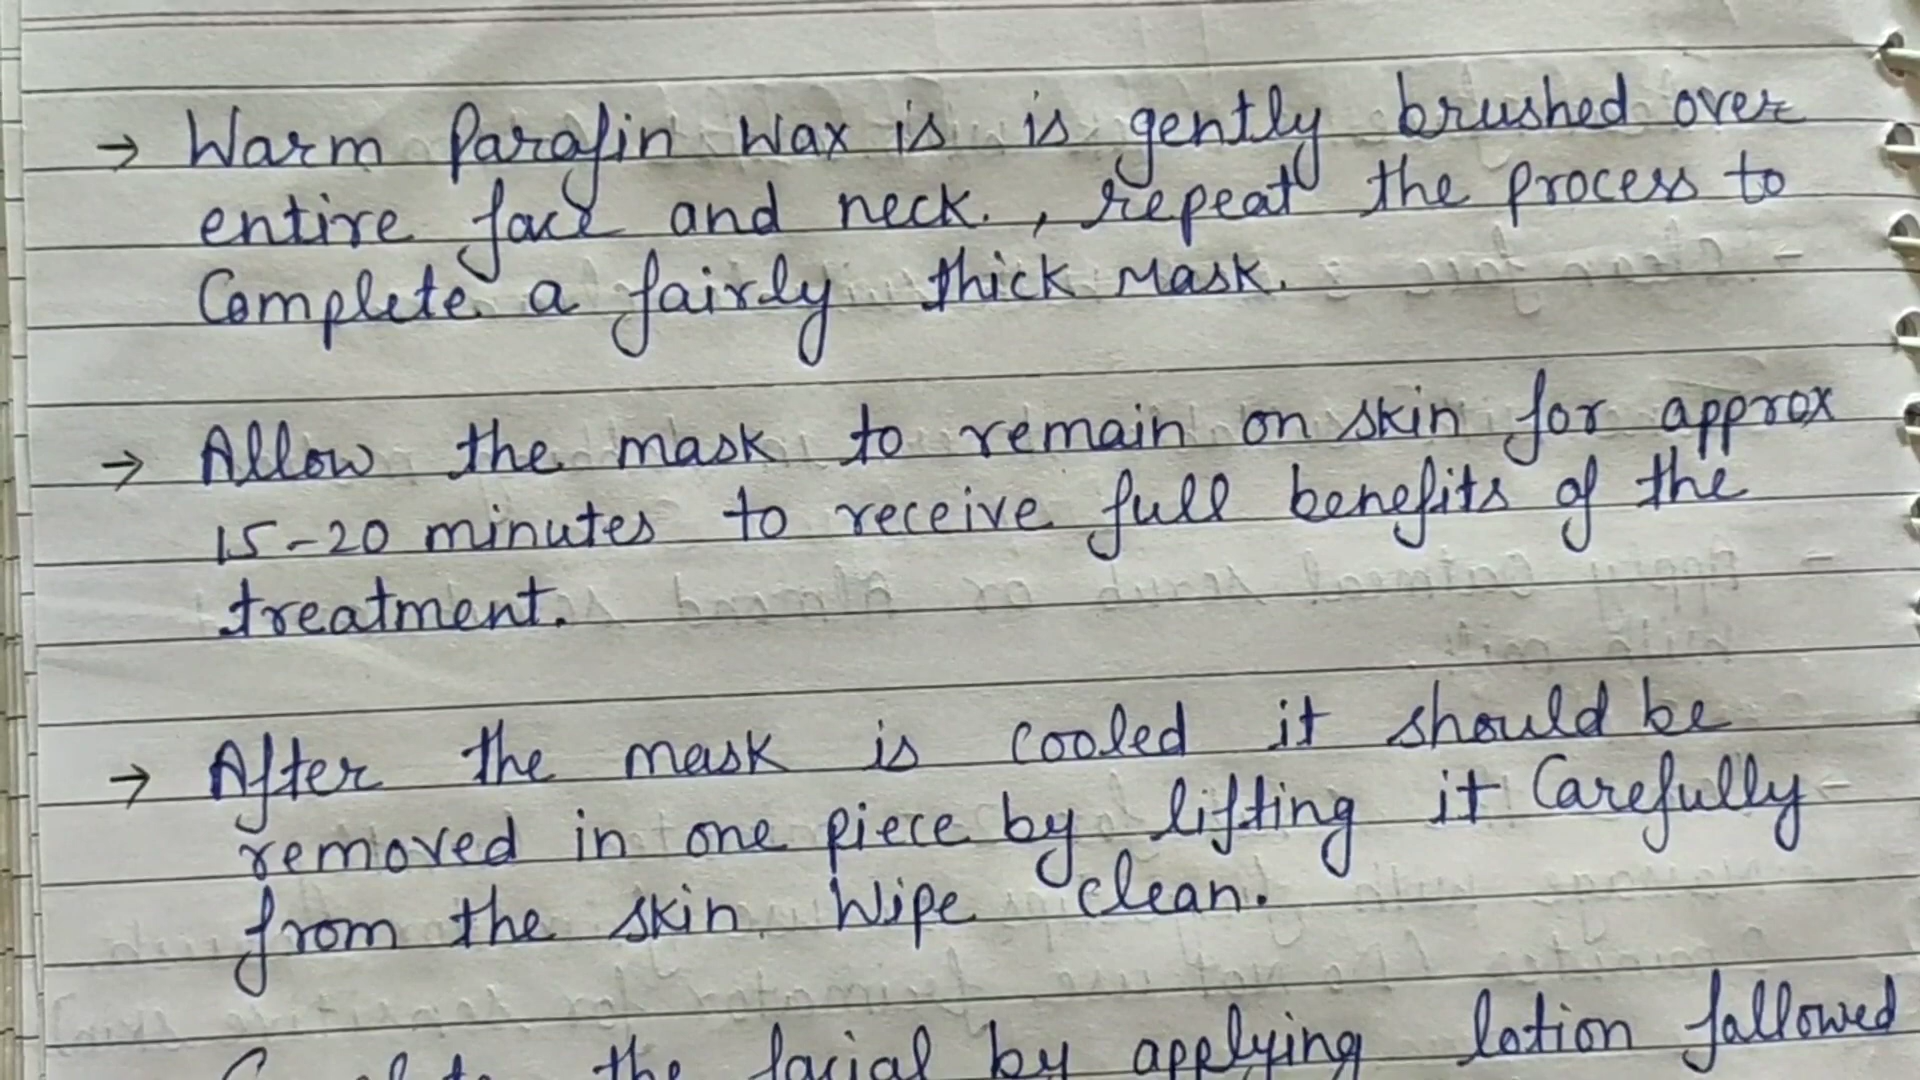 → Warm Parafin Wax is is gently brushed over
entire face and neck. , repeat the process to
Complete a fairly thick Mask.
→ Allow the mask to remain on skin for approx
15-20 minutes to receive full benefits of the
treatment.
→ After the mask is cooled it should be
removed in one piece by lifting it Carefully
from the skin Wipe clean.
the facial by applying lotion fallowed